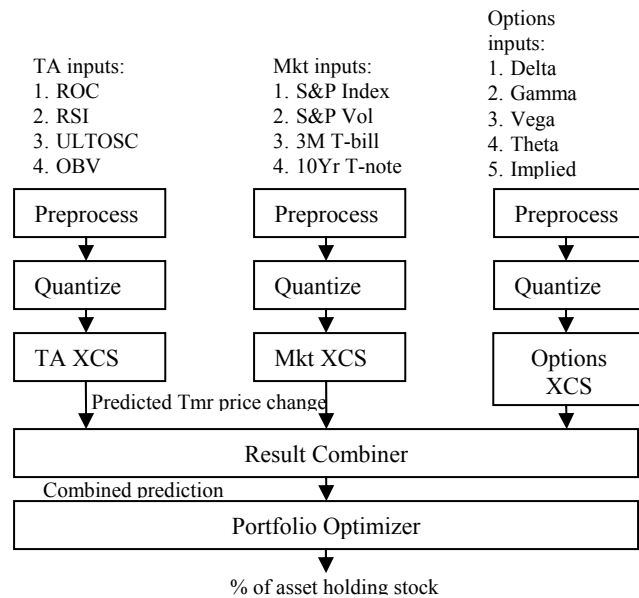 TA inputs:
1. ROC
2. RSI
3. ULTOSC
4. OBV
Mkt inputs:
1. S&P Index
2. S&P Vol
3. 3M T-bill
4. 10Yr T-note
Options
inputs:
1. Delta
2. Gamma
3. Vega
4. Theta
5. Implied
Preprocess
Preprocess
Preprocess
Quantize
Quantize
Quantize
TA XCS
Mkt XCS
Options
XCS
Predicted Tmr price change
Result Combiner
Combined prediction
Portfolio Optimizer
% of asset holding stock